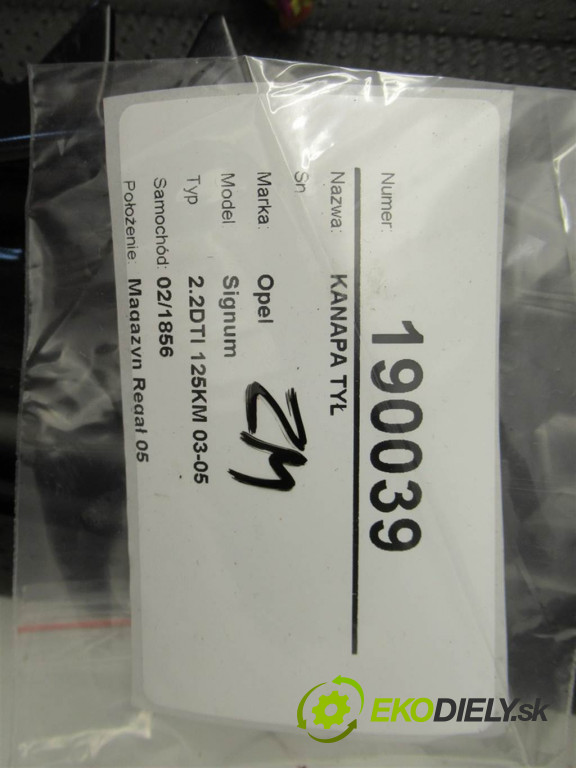 Numer: 190039
Nazwa: KANAPA TYŁ
Sn
Marka: Opel
Model Signum
Typ 2.2DTI 125KM 03-05
Samochód: 02/1856
Położenie: Magazyn Regał 05
ZM
EKODIELY.sk